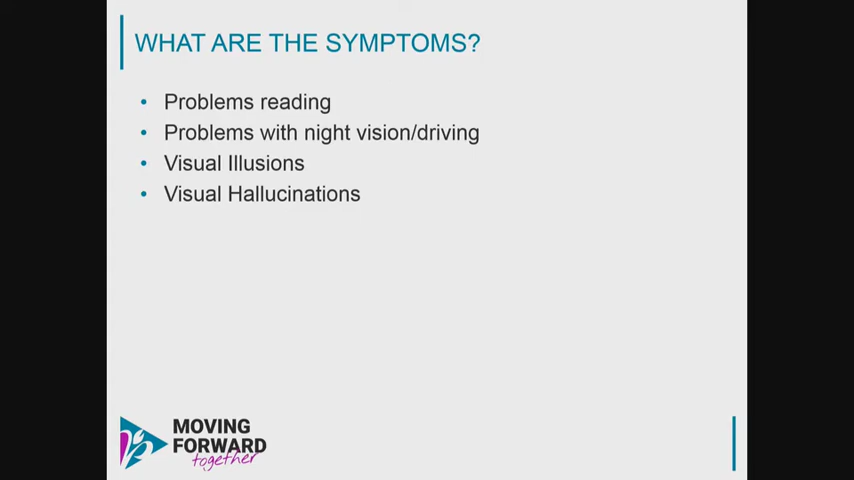 WHAT ARE THE SYMPTOMS?
• Problems reading
• Problems with night vision/driving
• Visual Illusions
• Visual Hallucinations
MOVING
FORWARD
together